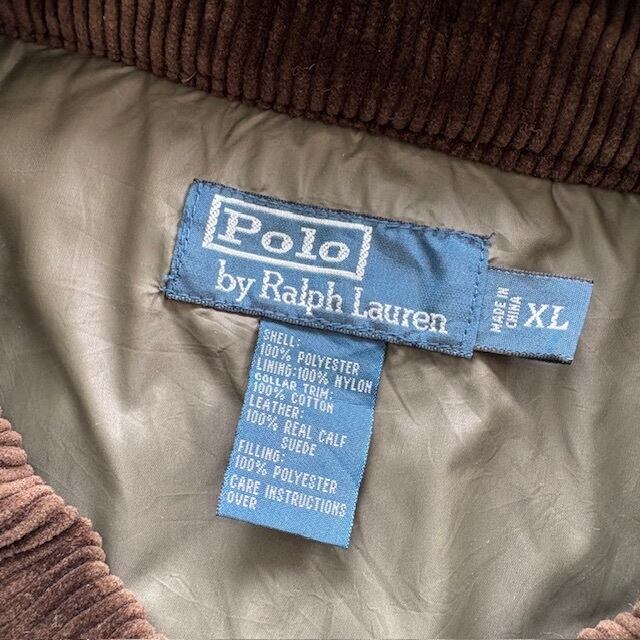 Polo
by Ralph Lauren
MADE IN
CHINA
XL
SHELL:
100% POLYESTER
LINING:100% NYLON
COLLAR TRIM:
100% COTTON
LEATHER:
100% REAL CALF
SUEDE
FILLING:
100% POLYESTER
CARE INSTRUCTIONS
OVER